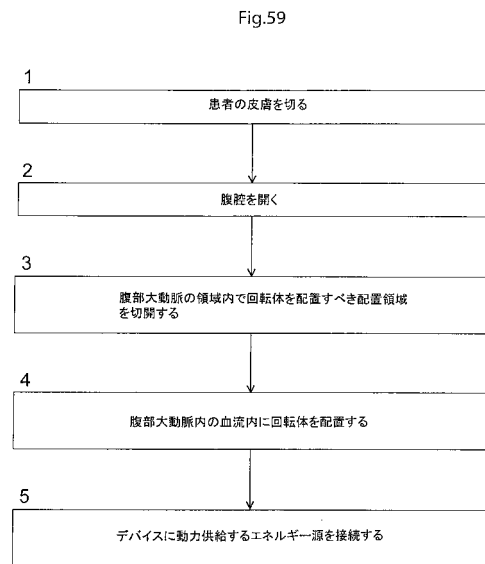 Fig.59
1
患者の皮膚を切る
2
腹腔を開く
3
腹部大動脈の領域内で回転体を配置すべき配置領域
を切開する
4
腹部大動脈内の血流内に回転体を配置する
5
デバイスに動力供給するエネルギー源を接続する